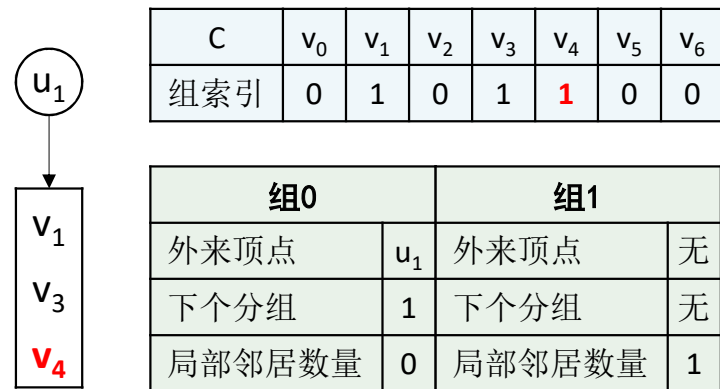 u₁
v₁
v₃
v₄
C v₀ v₁ v₂ v₃ v₄ v₅ v₆
组索引 0 1 0 1 1 0 0
组0 组1
外来顶点 u₁ 外来顶点 无
下个分组 1 下个分组 无
局部邻居数量 0 局部邻居数量 1